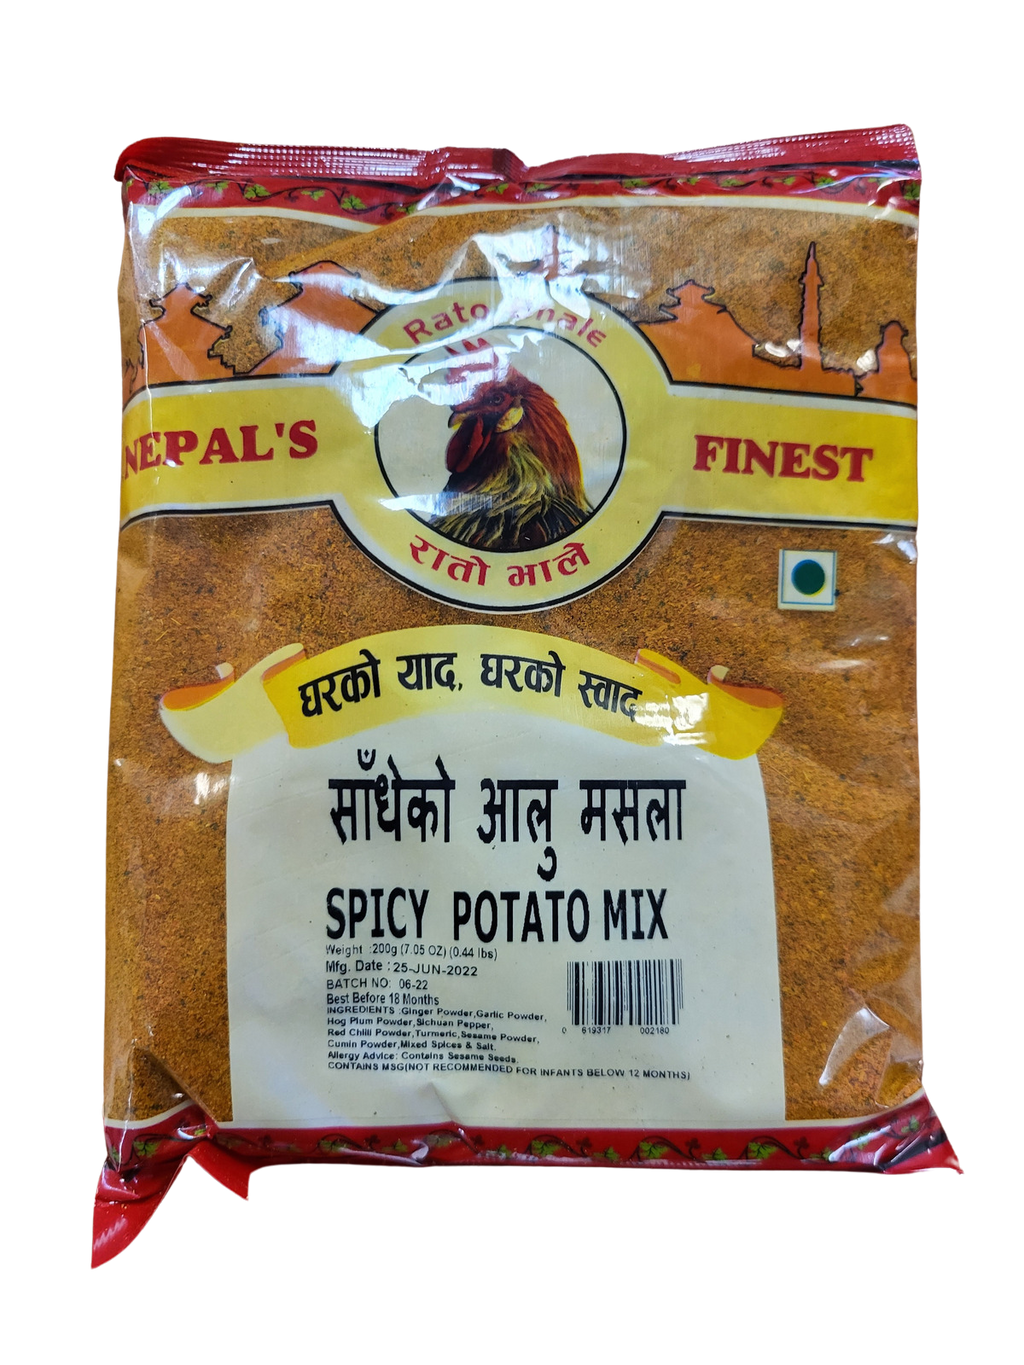 Rato Bhale
NEPAL'S FINEST
रातो भाले
घरको याद, घरको स्वाद
साँधेको आलु मसला
SPICY POTATO MIX
Weight :200g (7.05 OZ) (0.44 lbs)
Mfg. Date : 25-JUN-2022
BATCH NO: 06-22
Best Before 18 Months
INGREDIENTS :Ginger Powder,Garlic Powder,
Hog Plum Powder,Sichuan Pepper,
Red Chilli Powder,Turmeric,Sesame Powder,
Cumin Powder,Mixed Spices & Salt.
Allergy Advice: Contains Sesame Seeds.
CONTAINS MSG(NOT RECOMMENDED FOR INFANTS BELOW 12 MONTHS)
0 619317 002180